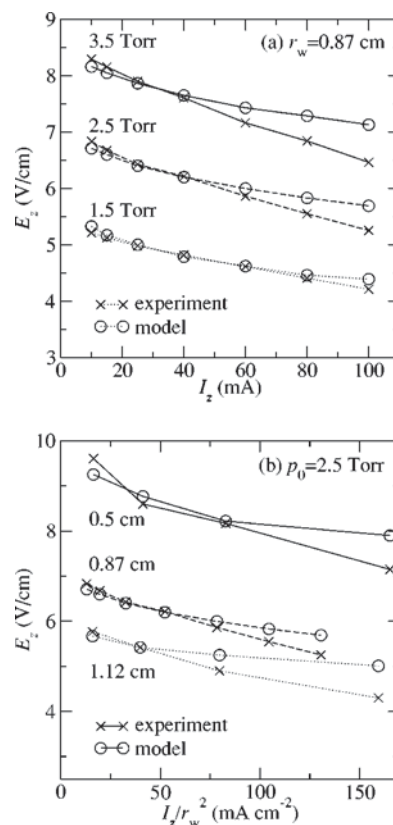 (a) r_w=0.87 cm
3.5 Torr
2.5 Torr
1.5 Torr
experiment
model
E_z (V/cm)
9
8
7
6
5
4
3
0 20 40 60 80 100
I_z (mA)
(b) p_0=2.5 Torr
0.5 cm
0.87 cm
1.12 cm
experiment
model
E_z (V/cm)
10
8
6
4
0 50 100 150
I_z/r_w^2 (mA cm^-2)